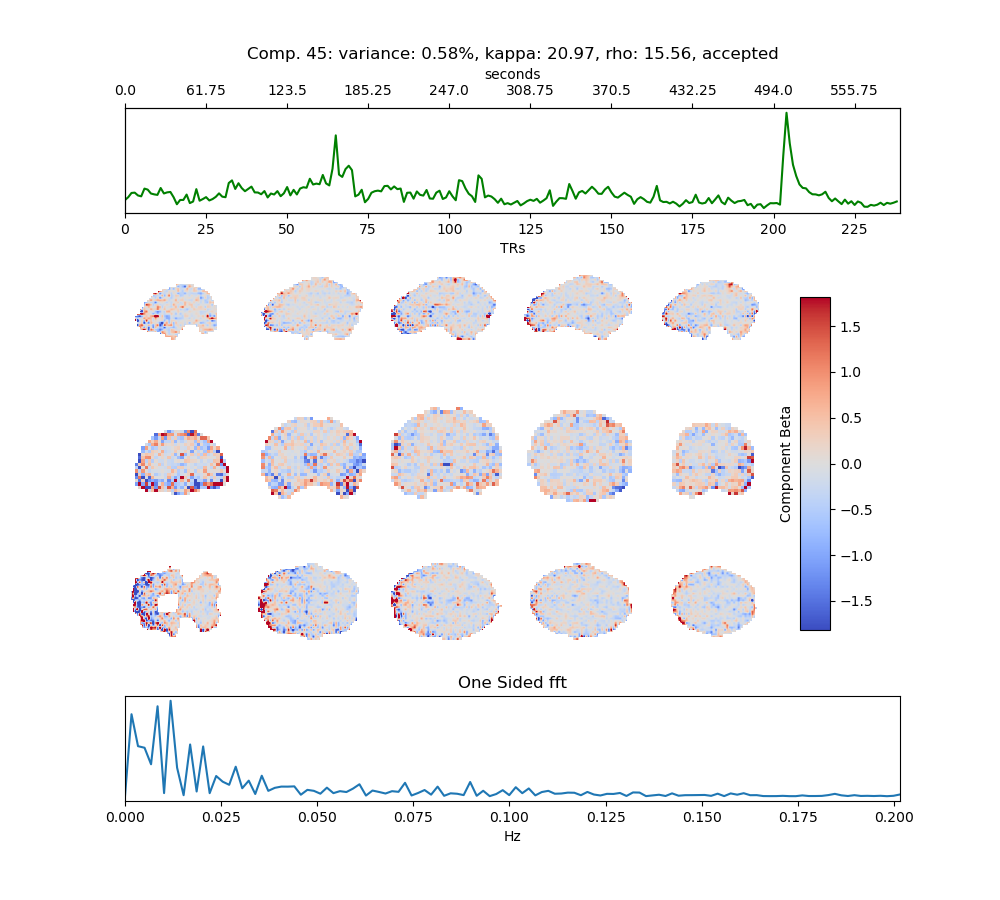 Comp. 45: variance: 0.58%, kappa: 20.97, rho: 15.56, accepted
seconds
0.0 61.75 123.5 185.25 247.0 308.75 370.5 432.25 494.0 555.75
0 25 50 75 100 125 150 175 200 225
TRs
1.5
1.0
0.5
0.0
−0.5
−1.0
−1.5
Component Beta
One Sided fft
0.000 0.025 0.050 0.075 0.100 0.125 0.150 0.175 0.200
Hz